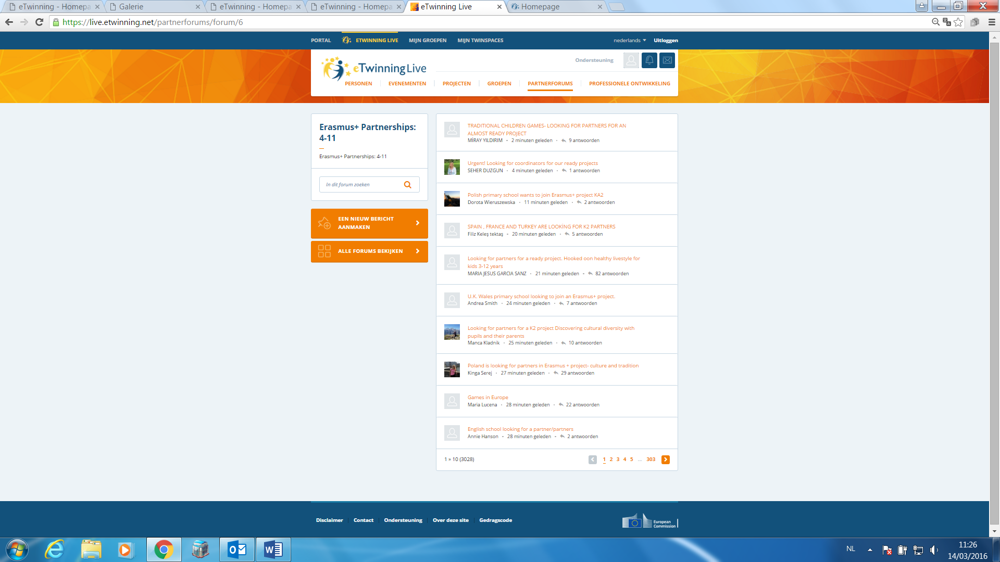 eTwinning - Homepa
Galerie
eTwinning - Homepa
eTwinning - Homepa
eTwinning Live
Homepage
https://live.etwinning.net/partnerforums/forum/6
PORTAL ETWINNING LIVE MIJN GROEPEN MIJN TWINSPACES nederlands Uitloggen
eTwinningLive
Ondersteuning
PERSONEN EVENEMENTEN PROJECTEN GROEPEN PARTNERFORUMS PROFESSIONELE ONTWIKKELING
Erasmus+ Partnerships:
4-11
—
Erasmus+ Partnerships: 4-11
In dit forum zoeken
EEN NIEUW BERICHT
AANMAKEN
ALLE FORUMS BEKIJKEN
TRADITIONAL CHILDREN GAMES- LOOKING FOR PARTNERS FOR AN
ALMOST READY PROJECT
MİRAY YILDIRIM • 2 minuten geleden • 9 antwoorden
Urgent! Looking for coordinators for our ready projects
SEHER DUZGUN • 4 minuten geleden • 1 antwoorden
Polish primary school wants to join Erasmus+ project KA2
Dorota Wieruszewska • 11 minuten geleden • 2 antwoorden
SPAIN , FRANCE AND TURKEY ARE LOOKİNG FOR K2 PARTNERS
Filiz Keleş tektaş • 20 minuten geleden • 5 antwoorden
Looking for partners for a ready project. Hooked oon healthy livestyle for
kids 3-12 years
MARIA JESUS GARCIA SANZ • 21 minuten geleden • 82 antwoorden
U.K. Wales primary school looking to join an Erasmus+ project.
Andrea Smith • 24 minuten geleden • 7 antwoorden
Looking for partners for a K2 project Discovering cultural diversity with
pupils and their parents
Manca Kladnik • 25 minuten geleden • 10 antwoorden
Poland is looking for partners in Erasmus + project- culture and tradition
Kinga Serej • 27 minuten geleden • 29 antwoorden
Games in Europe
Maria Lucena • 28 minuten geleden • 22 antwoorden
English school looking for a partner/partners
Annie Hanson • 28 minuten geleden • 2 antwoorden
1 » 10 (3028) 1 2 3 4 5 ... 303
Disclaimer Contact Ondersteuning Over deze site Gedragscode
European
Commission
NL
11:26
14/03/2016